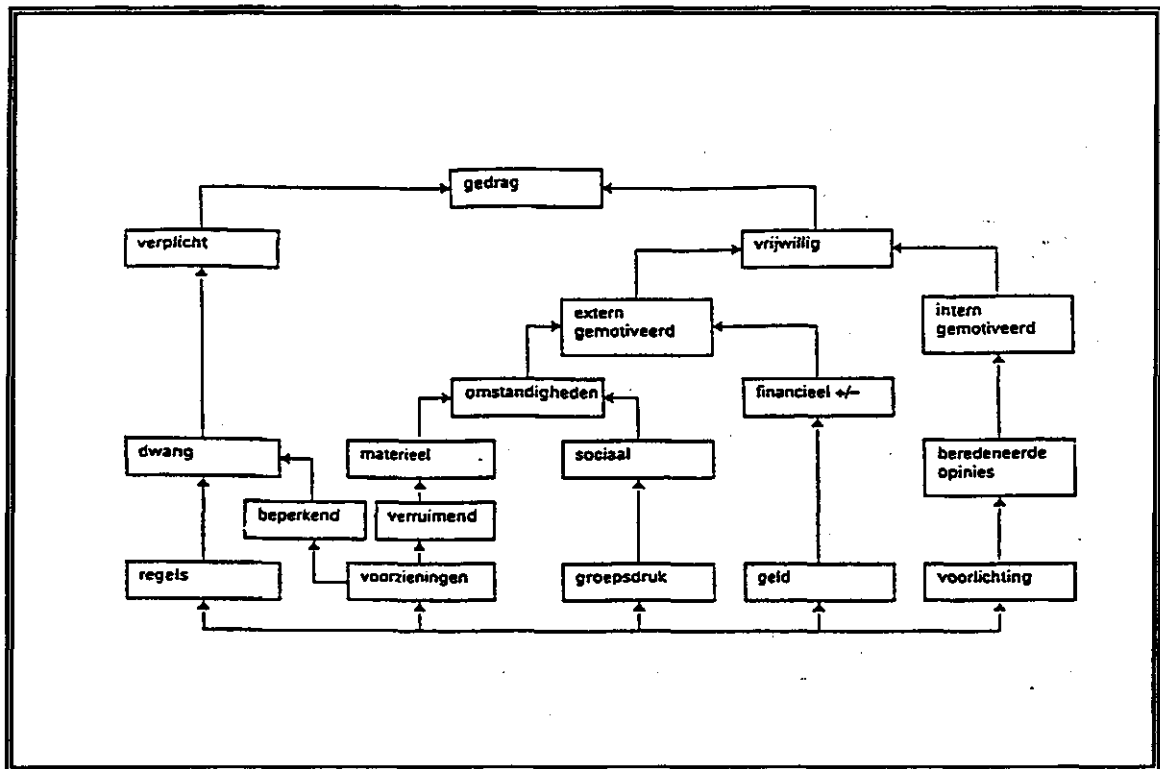 gedrag
verplicht
vrijwillig
extern
gemotiveerd
intern
gemotiveerd
omstandigheden
financieel +/−
dwang
materieel
sociaal
beredeneerde
opinies
beperkend
verruimend
regels
voorzieningen
groepsdruk
geld
voorlichting